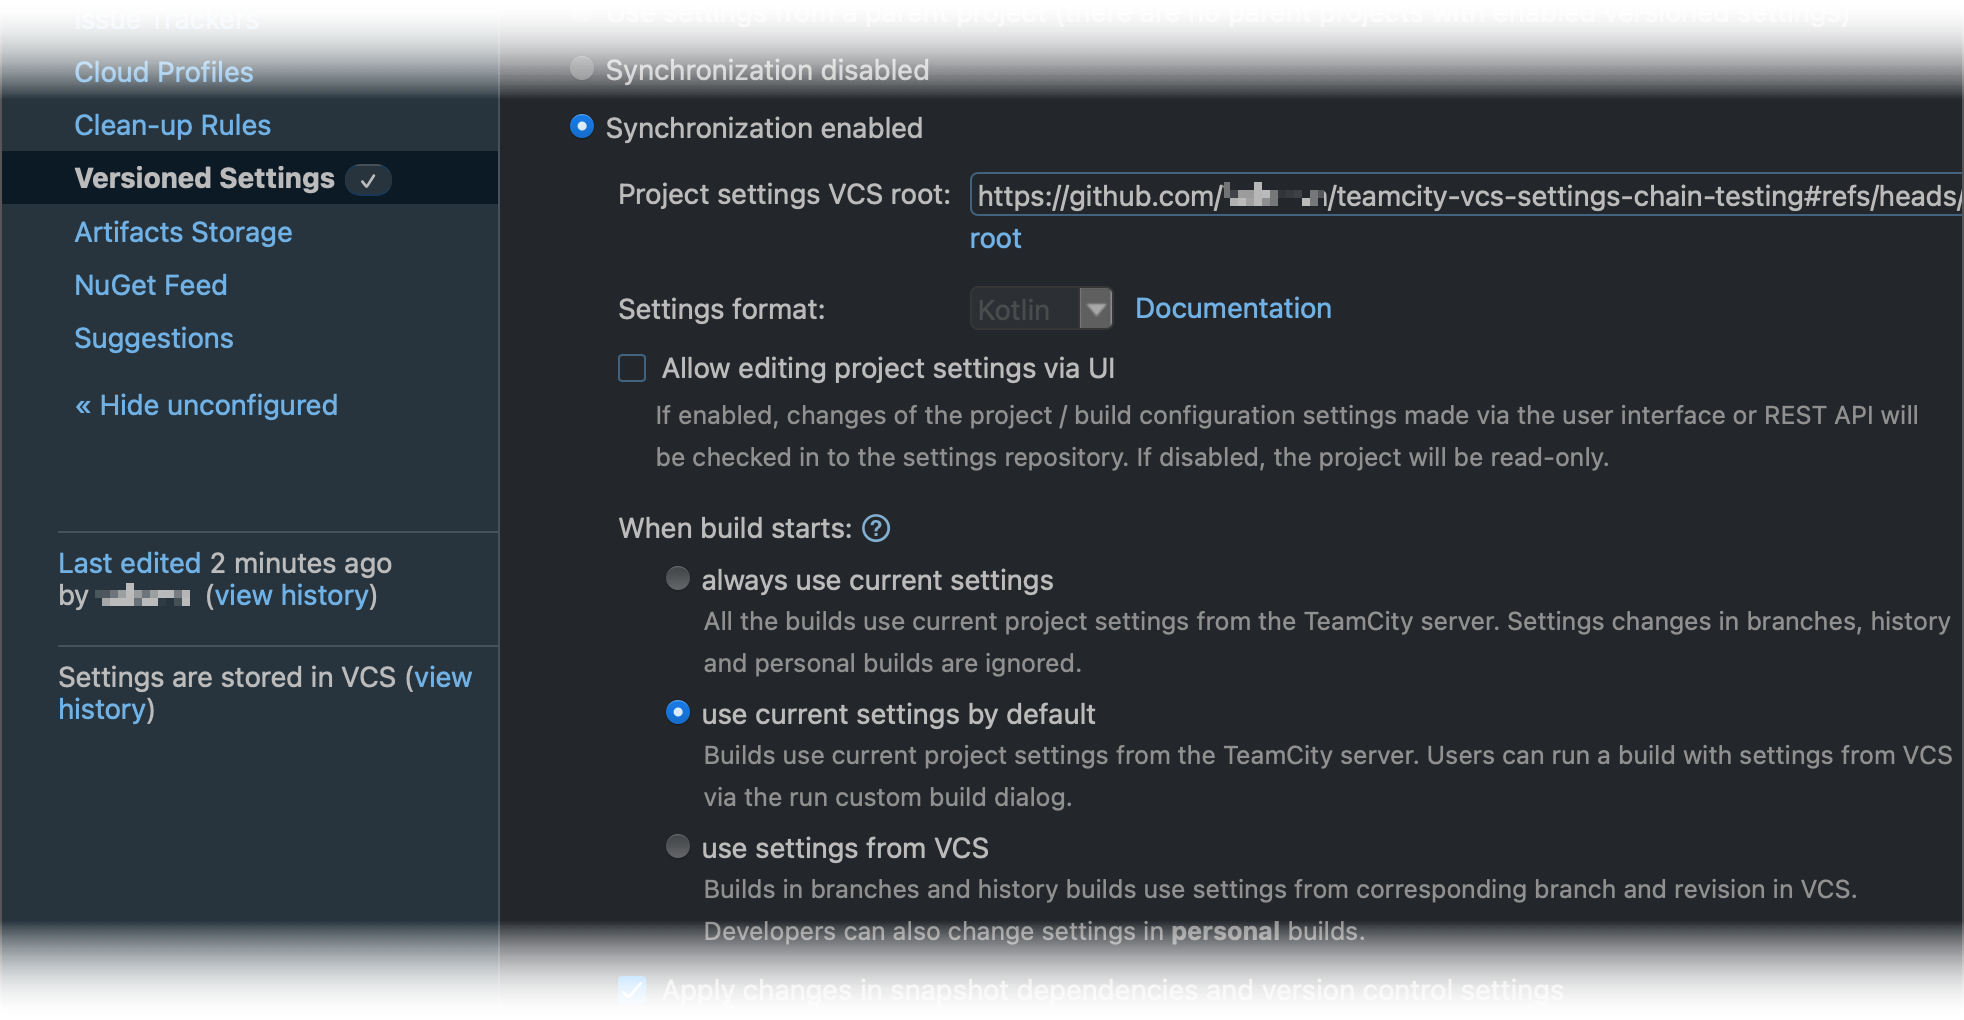 Issue Trackers
Cloud Profiles
Clean-up Rules
Versioned Settings
Artifacts Storage
NuGet Feed
Suggestions
« Hide unconfigured
Last edited 2 minutes ago
by (view history)
Settings are stored in VCS (view
history)
Use settings from a parent project (there are no parent projects with enabled versioned settings)
Synchronization disabled
Synchronization enabled
Project settings VCS root: https://github.com/ /teamcity-vcs-settings-chain-testing#refs/heads/
root
Settings format: Kotlin Documentation
Allow editing project settings via UI
If enabled, changes of the project / build configuration settings made via the user interface or REST API will
be checked in to the settings repository. If disabled, the project will be read-only.
When build starts: ?
always use current settings
All the builds use current project settings from the TeamCity server. Settings changes in branches, history
and personal builds are ignored.
use current settings by default
Builds use current project settings from the TeamCity server. Users can run a build with settings from VCS
via the run custom build dialog.
use settings from VCS
Builds in branches and history builds use settings from corresponding branch and revision in VCS.
Developers can also change settings in personal builds.
Apply changes in snapshot dependencies and version control settings